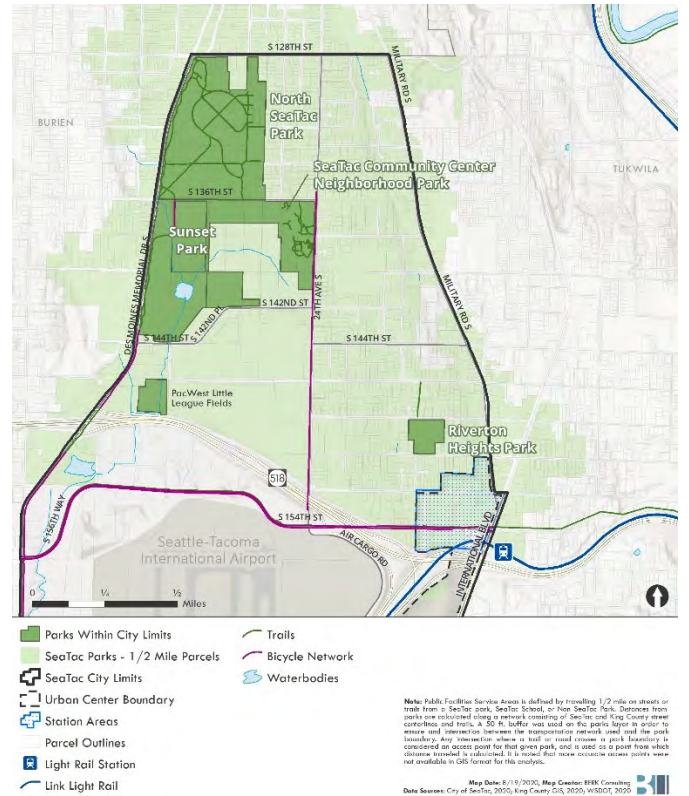 S 128TH ST
MILITARY RD S
BURIEN
North
SeaTac
Park
TUKWILA
SeaTac Community Center
Neighborhood Park
S 136TH ST
Sunset
Park
DES MOINES MEMORIAL DR S
24TH AVE S
MILITARY RD S
S 142ND ST
S 142ND PL
S 144TH ST
S 144TH ST
PacWest Little
League Fields
Riverton
Heights Park
518
S 156TH WAY
S 154TH ST
AIR CARGO RD
INTERNATIONAL BLVD
Seattle-Tacoma
International Airport
0 ¼ ½
Miles
Parks Within City Limits
SeaTac Parks - 1/2 Mile Parcels
SeaTac City Limits
Urban Center Boundary
Station Areas
Parcel Outlines
Light Rail Station
Link Light Rail
Trails
Bicycle Network
Waterbodies
Note: Public Facilities Service Areas is defined by travelling 1/2 mile on streets or
trails from a SeaTac park, SeaTac School, or Non SeaTac Park. Distances from
parks are calculated along a network consisting of SeaTac and King County street
centerlines and trails. A 50 ft. buffer was used on the parks layer in order to
ensure and intersection between the transportation network used and the park
boundary. Any intersection where a trail or road crosses a park boundary is
considered an access point for that given park, and is used as a point from which
distance traveled is calculated. It is noted that more accurate access points were
not available in GIS format for this analysis.
Map Date: 8/19/2020, Map Creator: BERK Consulting
Data Sources: City of SeaTac, 2020; King County GIS, 2020; WSDOT, 2020